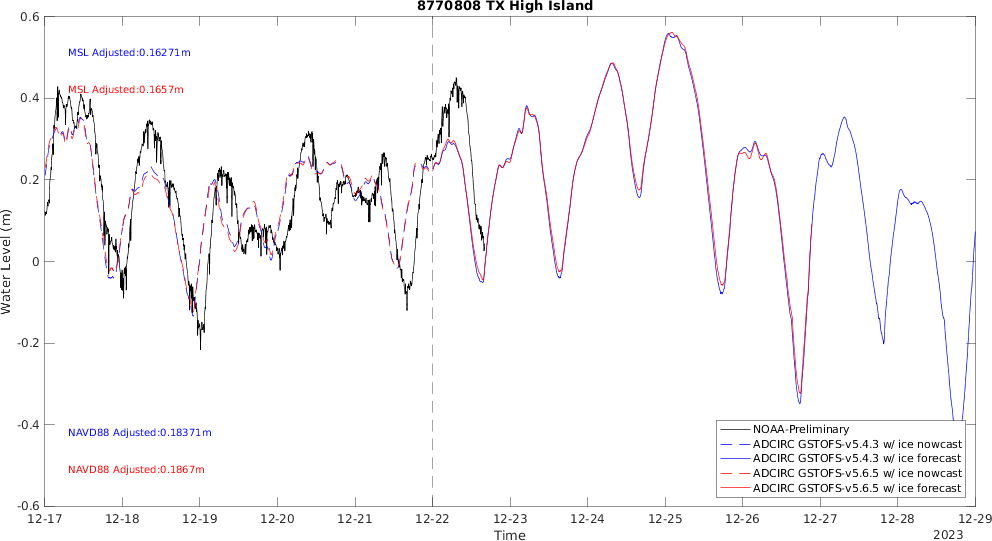 8770808 TX High Island
0.6
MSL Adjusted:0.16271m
0.4
MSL Adjusted:0.1657m
0.2
Water Level (m)
0
-0.2
-0.4
NAVD88 Adjusted:0.18371m
NAVD88 Adjusted:0.1867m
-0.6
NOAA-Preliminary
ADCIRC GSTOFS-v5.4.3 w/ ice nowcast
ADCIRC GSTOFS-v5.4.3 w/ ice forecast
ADCIRC GSTOFS-v5.6.5 w/ ice nowcast
ADCIRC GSTOFS-v5.6.5 w/ ice forecast
12-17 12-18 12-19 12-20 12-21 12-22 12-23 12-24 12-25 12-26 12-27 12-28 12-29
Time
2023